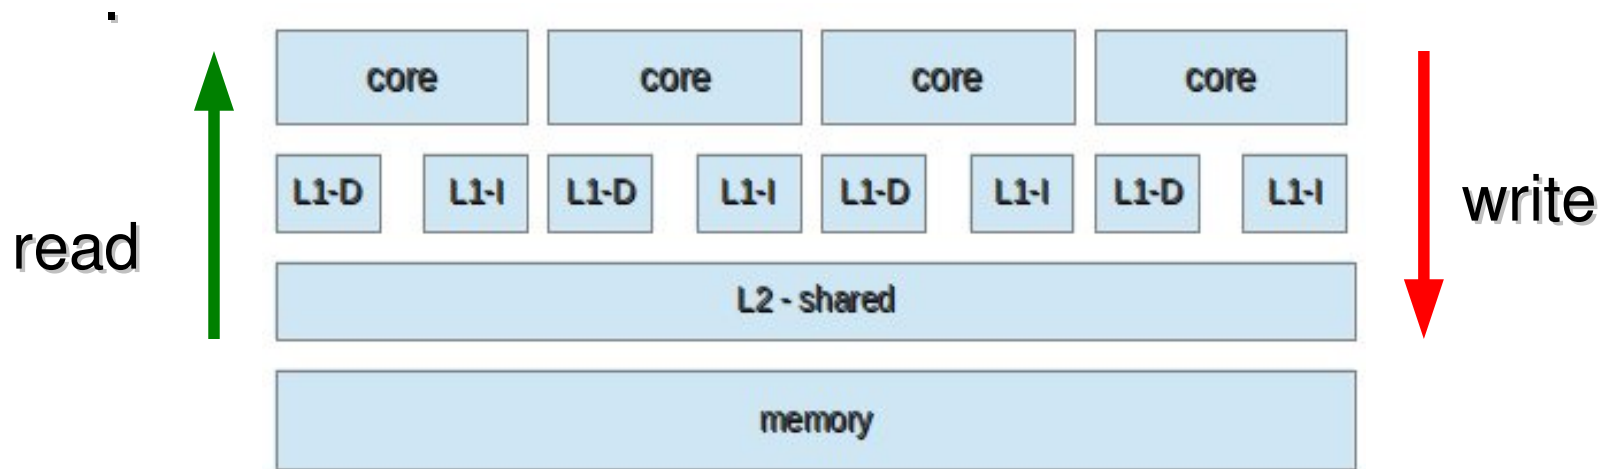 .
core core core core
L1-D L1-I L1-D L1-I L1-D L1-I L1-D L1-I
write
read
L2 - shared
memory